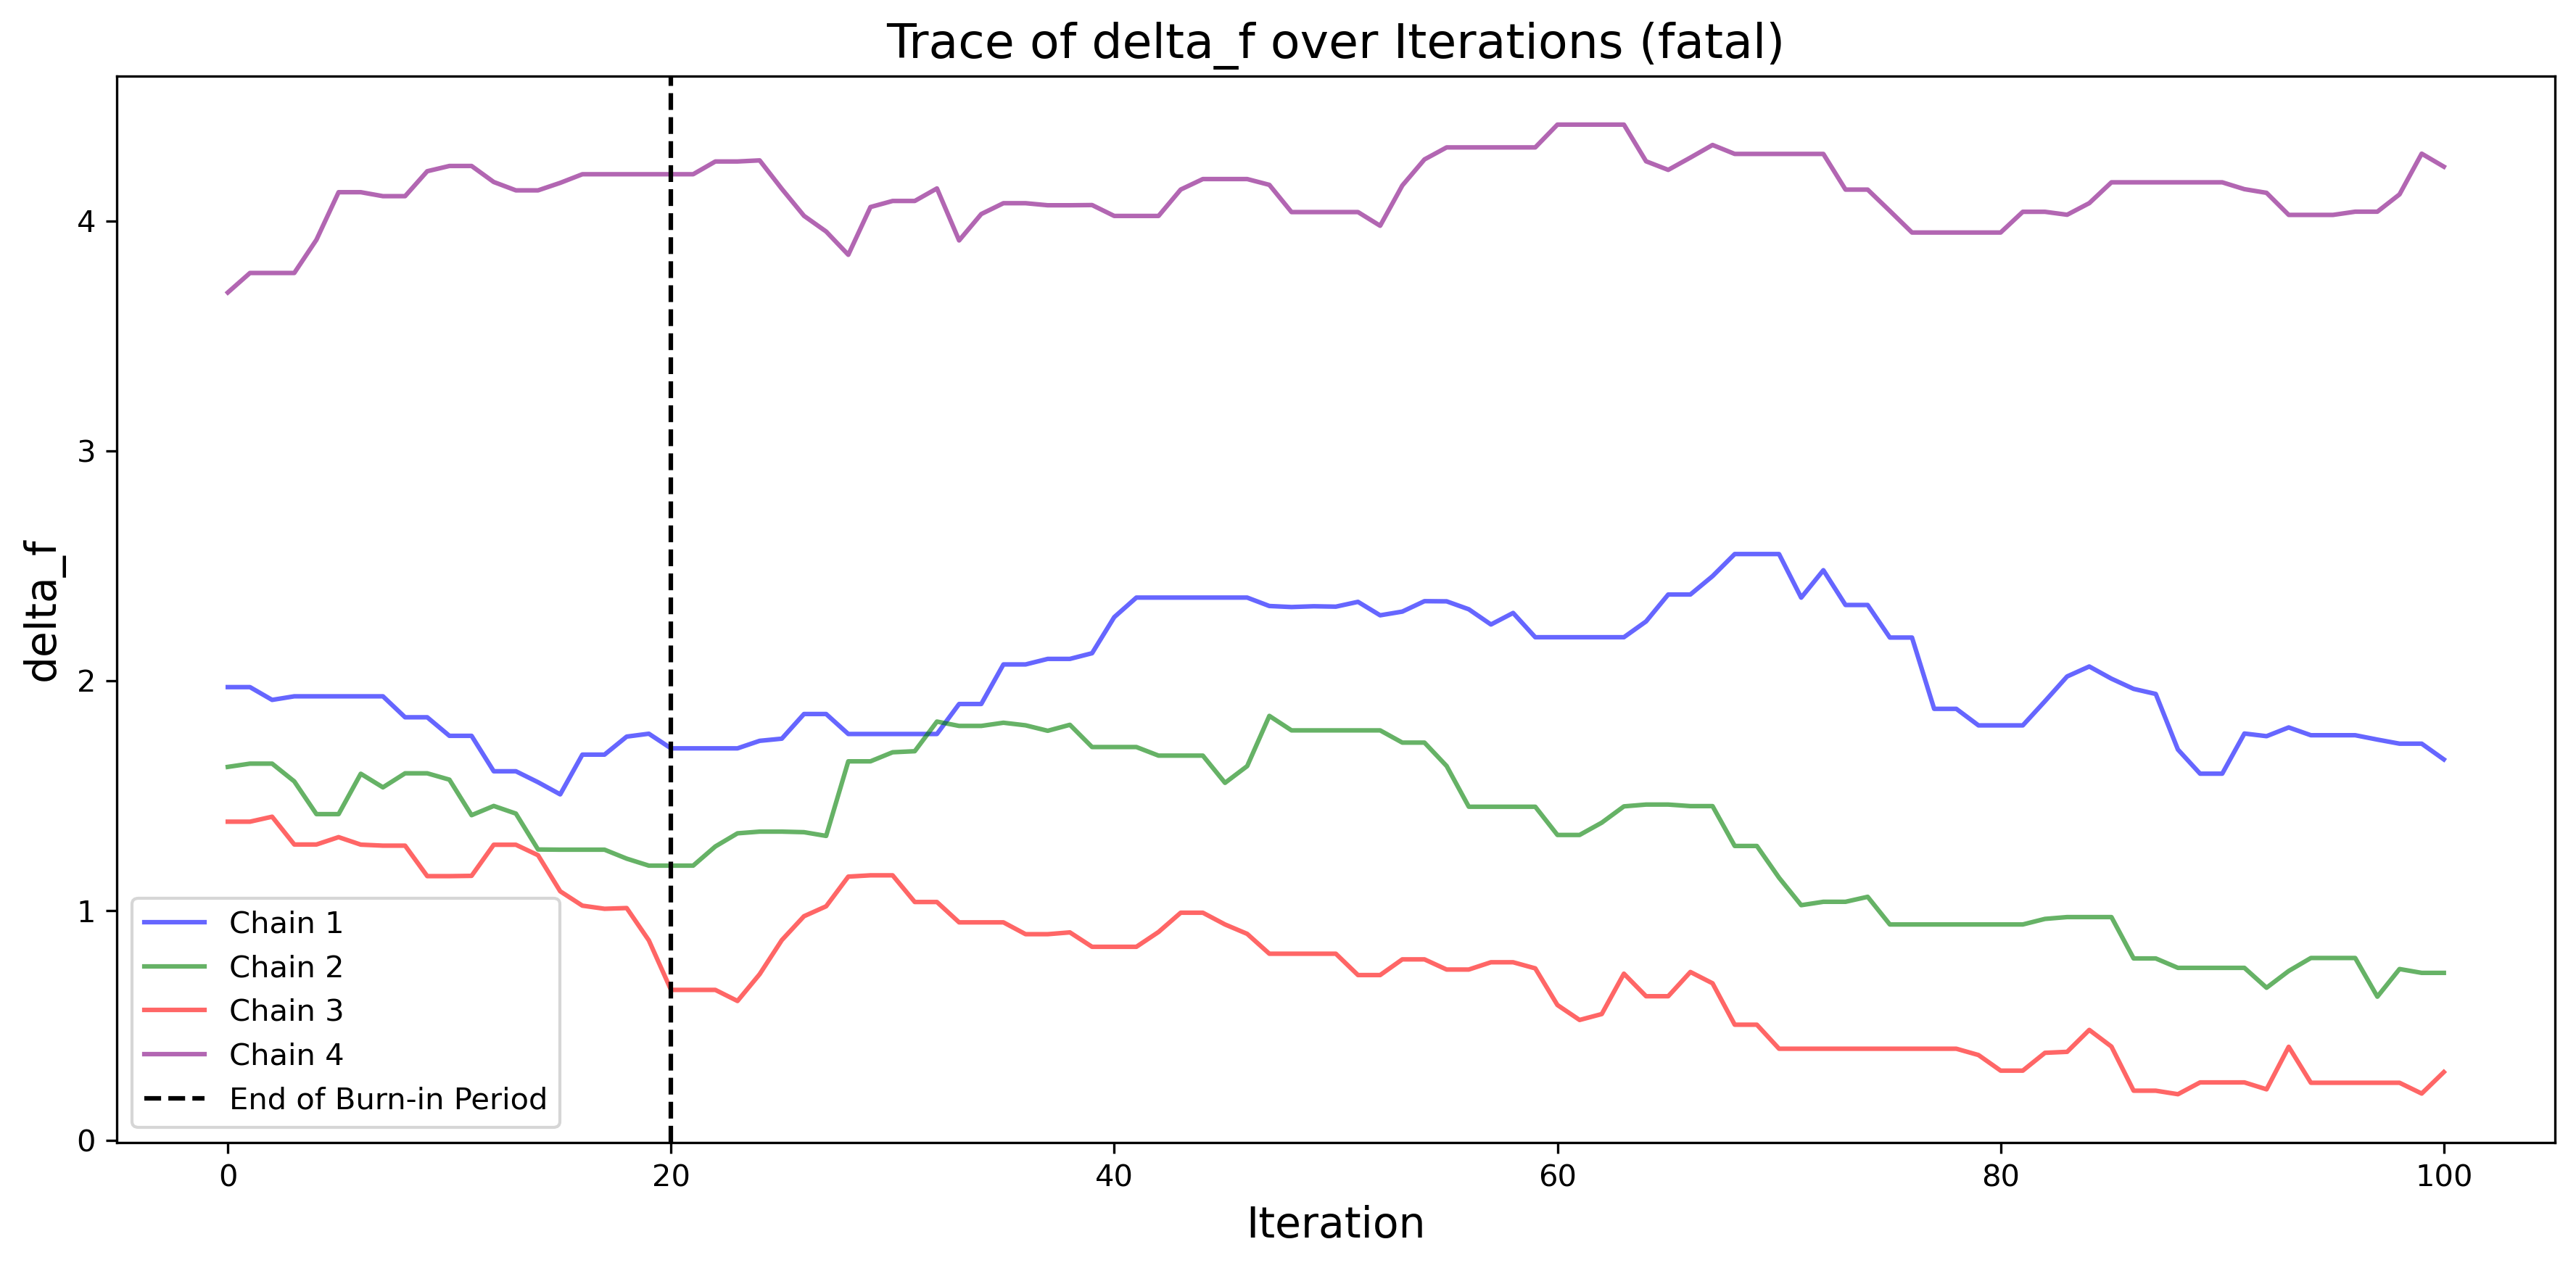 Trace of delta_f over Iterations (fatal)
delta_f
4
3
2
1
0
Chain 1
Chain 2
Chain 3
Chain 4
End of Burn-in Period
0
20
40
60
80
100
Iteration